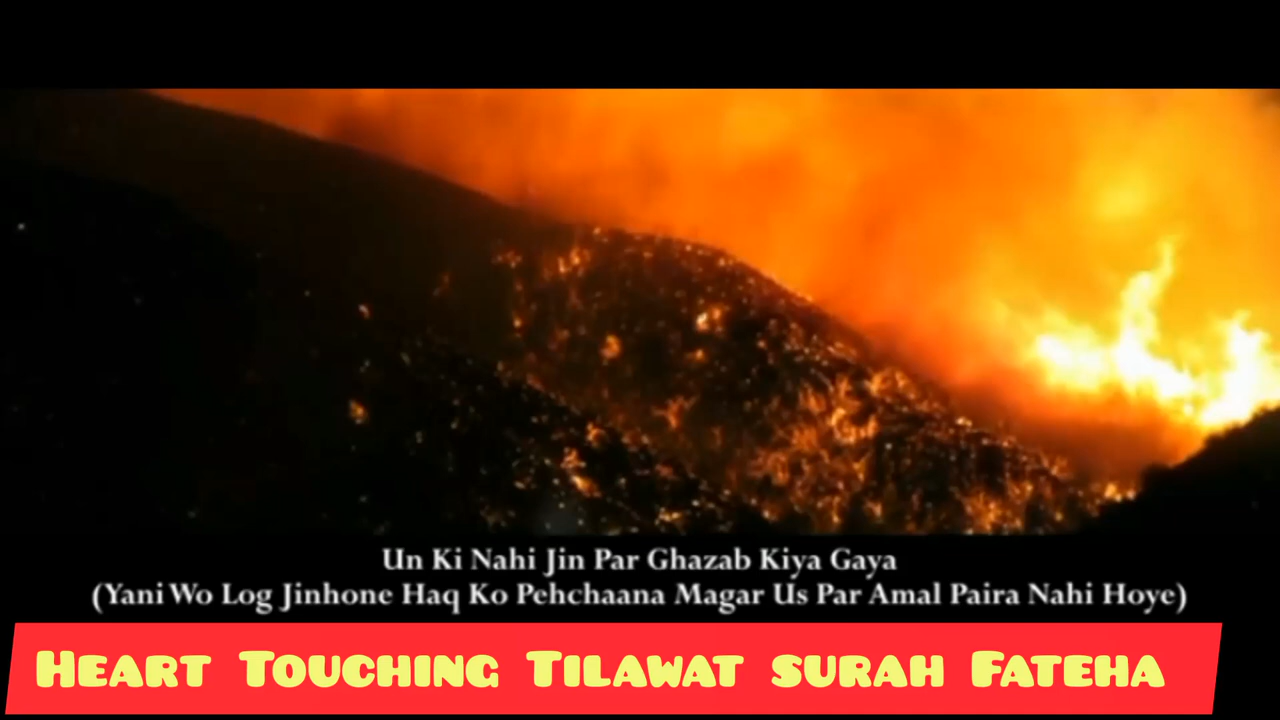 Un Ki Nahi Jin Par Ghazab Kiya Gaya
(Yani Wo Log Jinhone Haq Ko Pehchaana Magar Us Par Amal Paira Nahi Hoye)
Heart Touching Tilawat surah Fateha